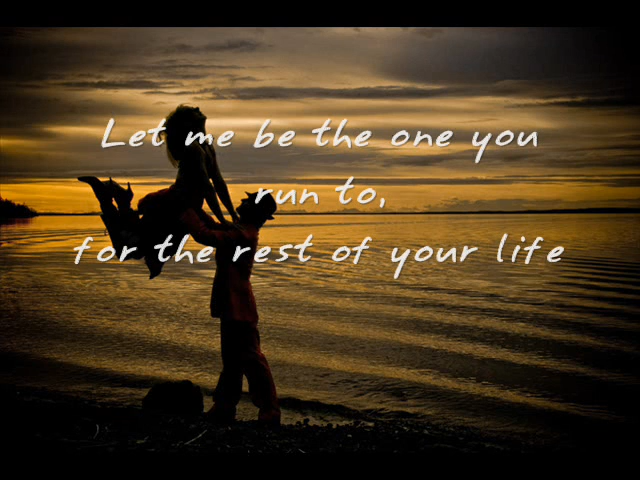 Let me be the one you
run to,
for the rest of your life